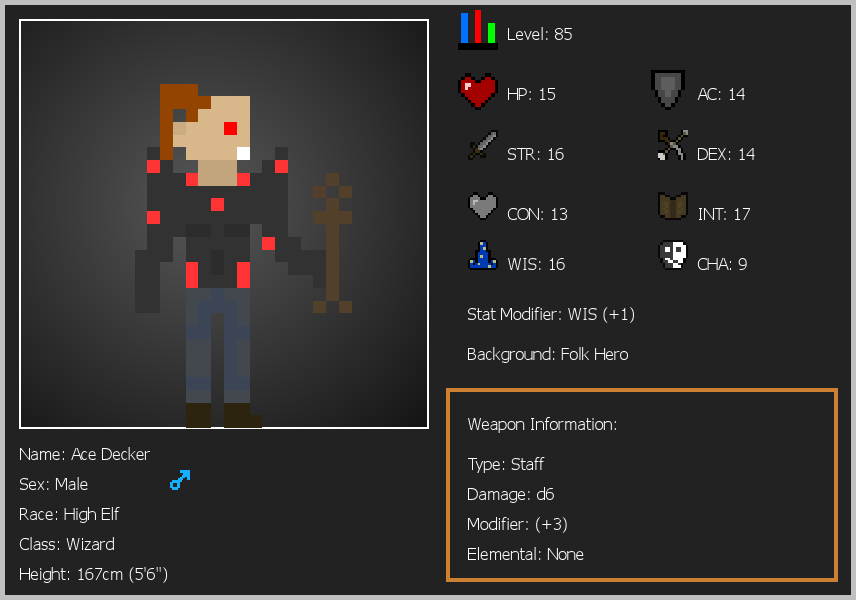 Level: 85
HP: 15
AC: 14
STR: 16
DEX: 14
CON: 13
INT: 17
WIS: 16
CHA: 9
Stat Modifier: WIS (+1)
Background: Folk Hero
Weapon Information:
Type: Staff
Damage: d6
Modifier: (+3)
Elemental: None
Name: Ace Decker
Sex: Male
Race: High Elf
Class: Wizard
Height: 167cm (5'6")